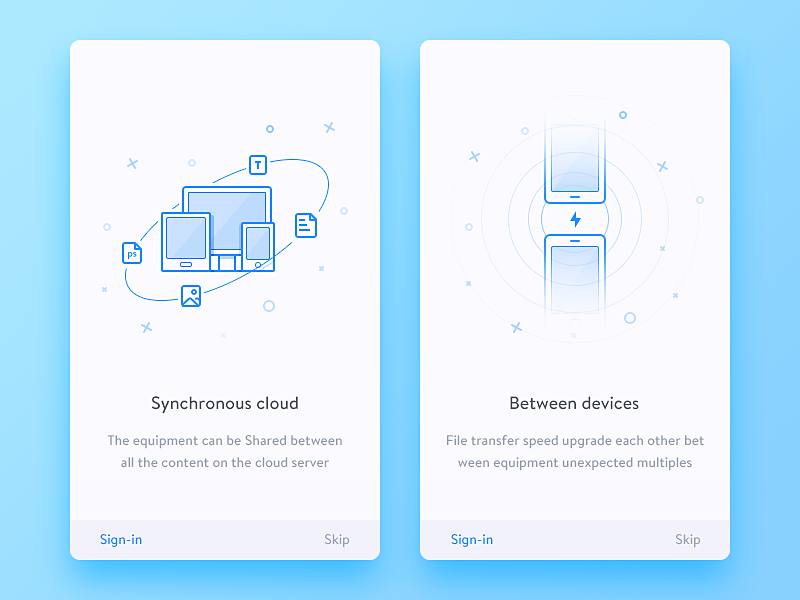 T
ps
Synchronous cloud
The equipment can be Shared between
all the content on the cloud server
Sign-in
Skip
Between devices
File transfer speed upgrade each other bet
ween equipment unexpected multiples
Sign-in
Skip